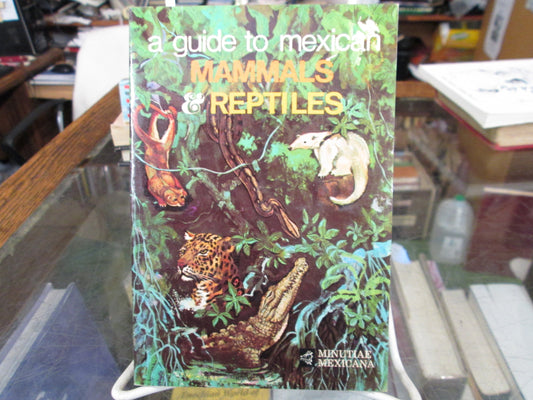 a guide to mexican
MAMMALS
& REPTILES
MINUTIAE
MEXICANA